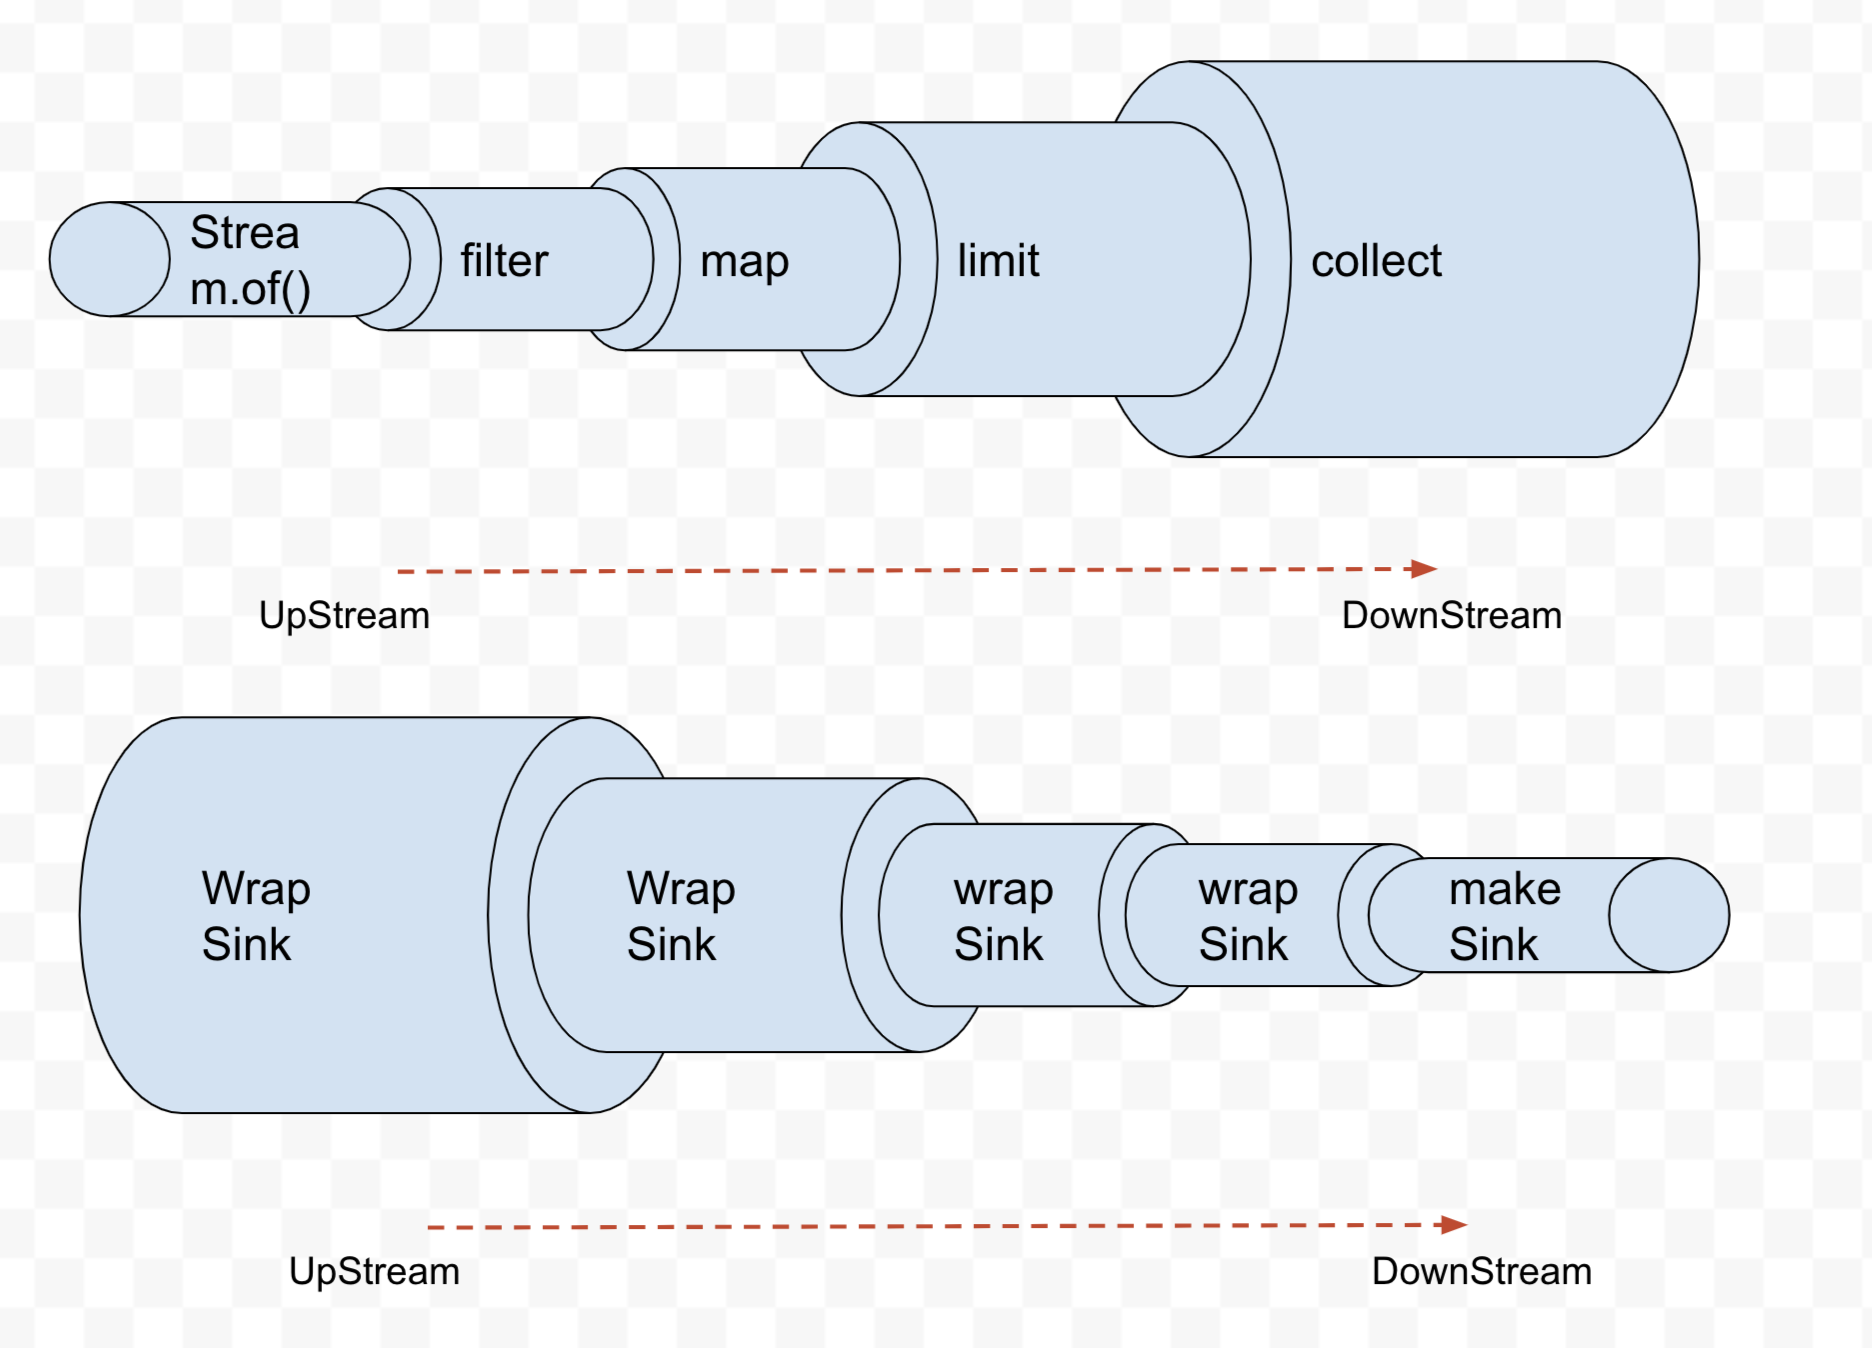 Strea
m.of()
filter
map
limit
collect
UpStream
DownStream
Wrap
Sink
Wrap
Sink
wrap
Sink
wrap
Sink
make
Sink
UpStream
DownStream